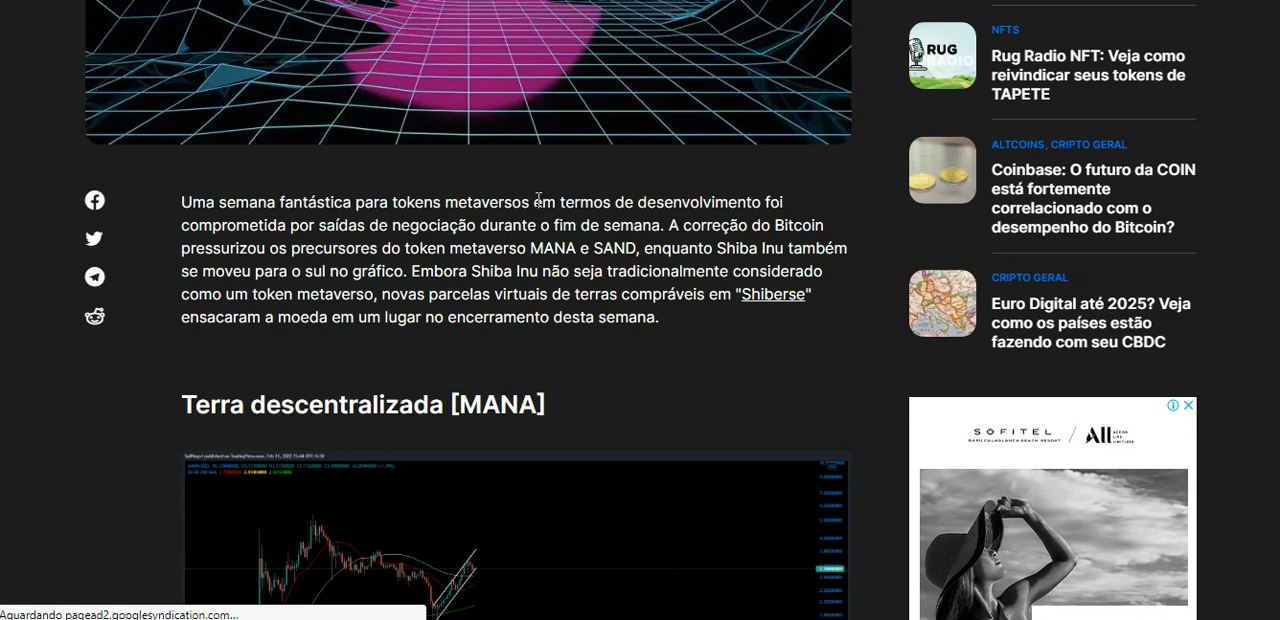 Uma semana fantástica para tokens metaversos em termos de desenvolvimento foi
comprometida por saídas de negociação durante o fim de semana. A correção do Bitcoin
pressurizou os precursores do token metaverso MANA e SAND, enquanto Shiba Inu também
se moveu para o sul no gráfico. Embora Shiba Inu não seja tradicionalmente considerado
como um token metaverso, novas parcelas virtuais de terras compráveis em "Shiberse"
ensacaram a moeda em um lugar no encerramento desta semana.
Terra descentralizada [MANA]
RUG
RADIO
NFTS
Rug Radio NFT: Veja como
reivindicar seus tokens de
TAPETE
ALTCOINS, CRIPTO GERAL
Coinbase: O futuro da COIN
está fortemente
correlacionado com o
desempenho do Bitcoin?
CRIPTO GERAL
Euro Digital até 2025? Veja
como os países estão
fazendo com seu CBDC
SOFITEL
ALL
Aguardando pagead2.googlesyndication.com...